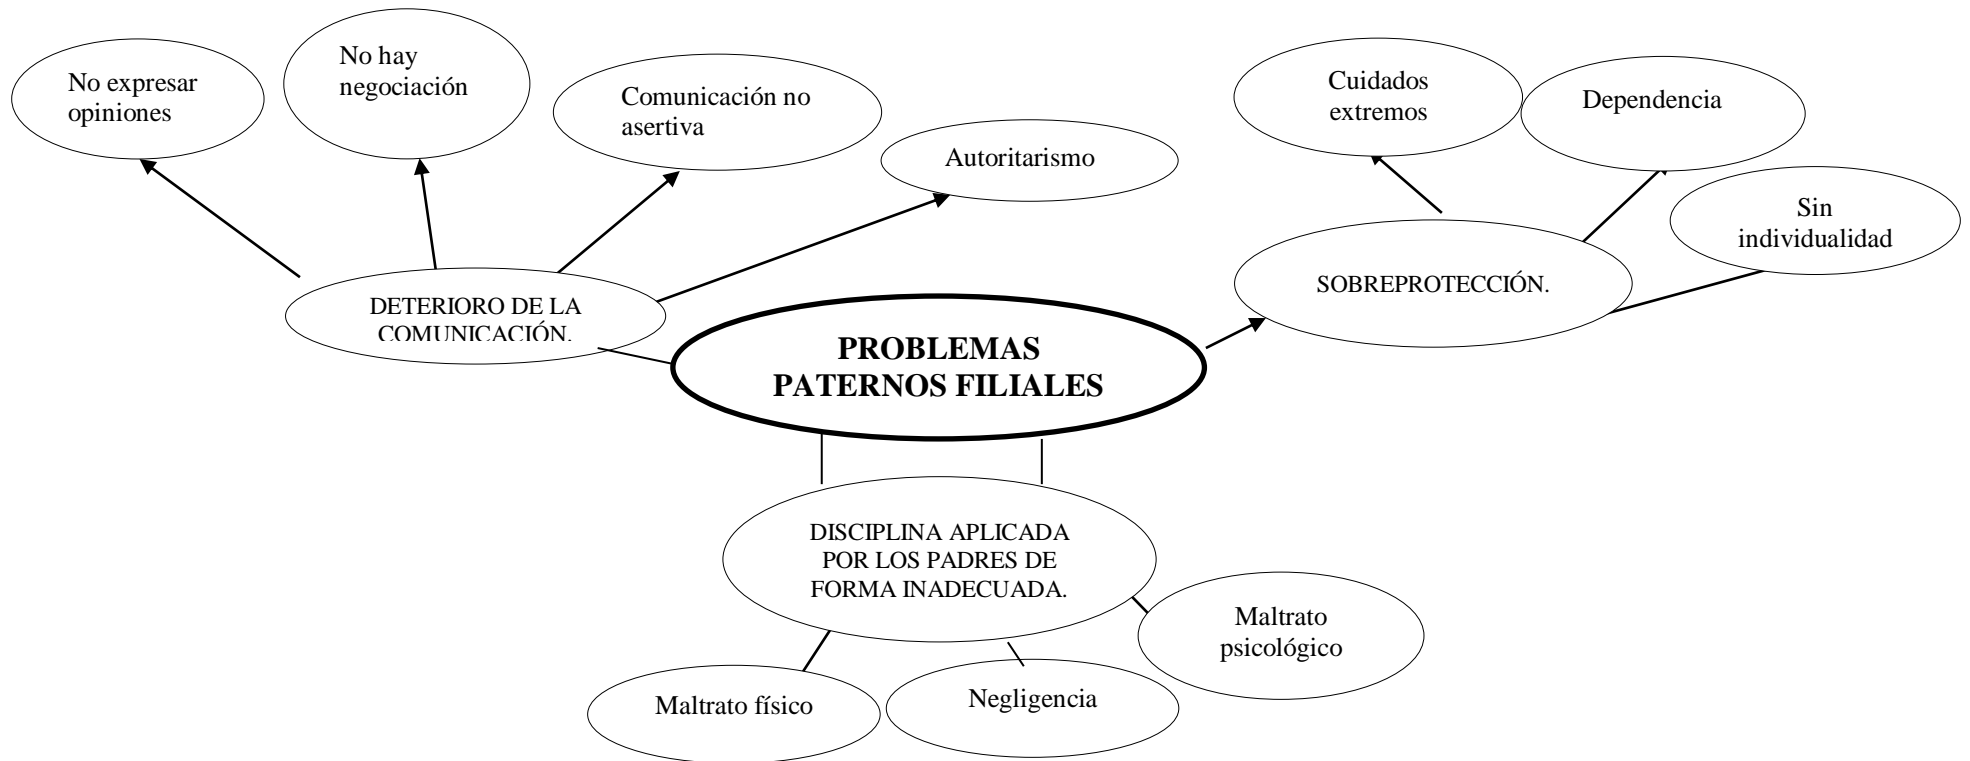 No expresar
opiniones
No hay
negociación
Comunicación no
asertiva
Autoritarismo
Cuidados
extremos
Dependencia
Sin
individualidad
DETERIORO DE LA
COMUNICACIÓN.
SOBREPROTECCIÓN.
PROBLEMAS
PATERNOS FILIALES
DISCIPLINA APLICADA
POR LOS PADRES DE
FORMA INADECUADA.
Maltrato
psicológico
Maltrato físico
Negligencia